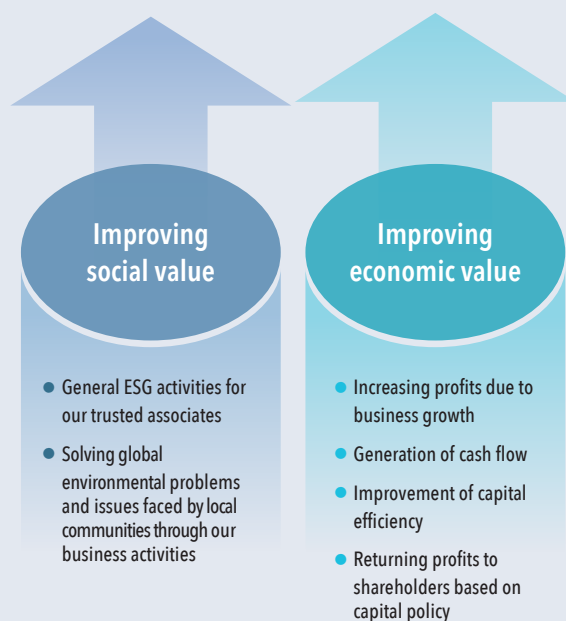 Improving
social value
● General ESG activities for
our trusted associates
● Solving global
environmental problems
and issues faced by local
communities through our
business activities
Improving
economic value
● Increasing profits due to
business growth
● Generation of cash flow
● Improvement of capital
efficiency
● Returning profits to
shareholders based on
capital policy